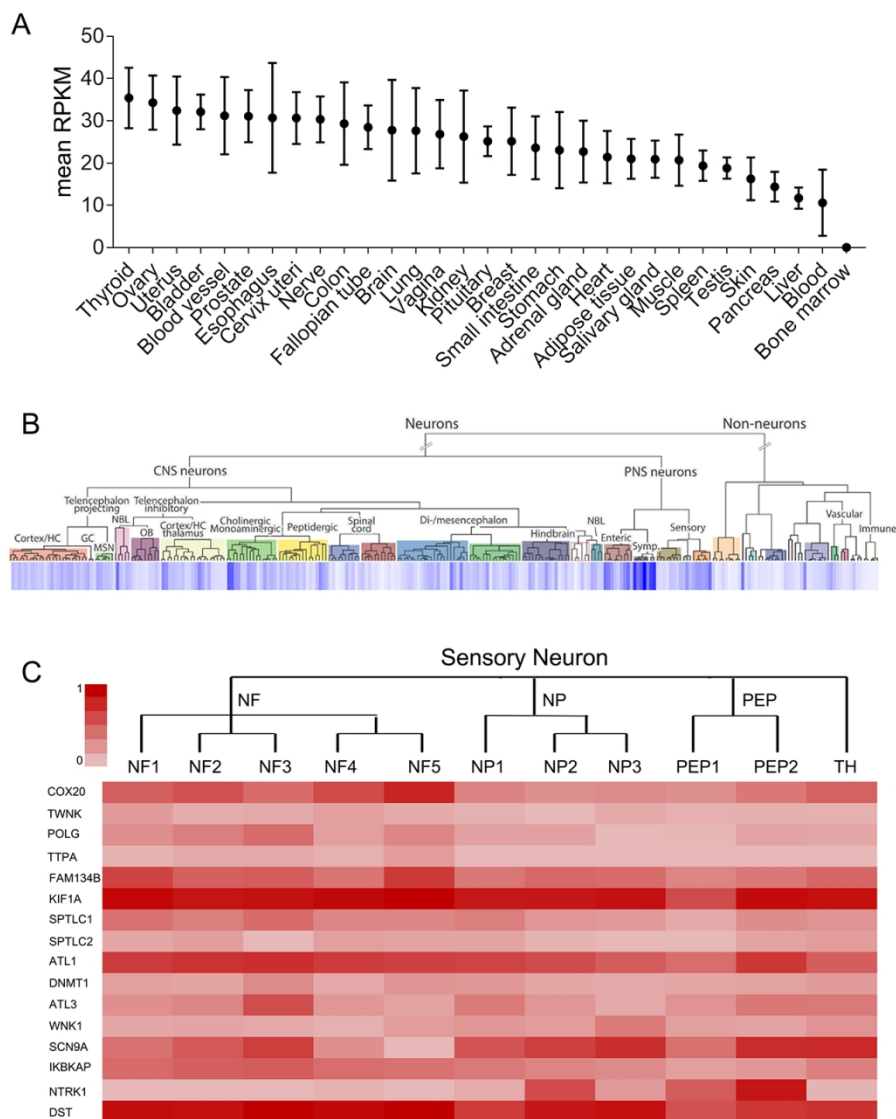 A
mean RPKM
50
40
30
20
10
0
Thyroid
Ovary
Uterus
Bladder
Blood vessel
Prostate
Esophagus
Cervix uteri
Nerve
Colon
Fallopian tube
Brain
Lung
Vagina
Kidney
Pituitary
Breast
Small intestine
Stomach
Adrenal gland
Heart
Adipose tissue
Salivary gland
Muscle
Spleen
Testis
Skin
Pancreas
Liver
Blood
Bone marrow
B
Neurons
Non-neurons
CNS neurons
PNS neurons
Telencephalon
projecting
Telencephalon
inhibitory
Cortex/HC
GC
MSN
NBL
OB
Cortex/HC
thalamus
Cholinergic
Monoaminergic
Peptidergic
Spinal
cord
Di-/mesencephalon
Hindbrain
NBL
Enteric
Symp.
Sensory
Vascular
Immune
C
Sensory Neuron
1
0
NF
NP
PEP
NF1 NF2 NF3 NF4 NF5 NP1 NP2 NP3 PEP1 PEP2 TH
COX20
TWNK
POLG
TTPA
FAM134B
KIF1A
SPTLC1
SPTLC2
ATL1
DNMT1
ATL3
WNK1
SCN9A
IKBKAP
NTRK1
DST